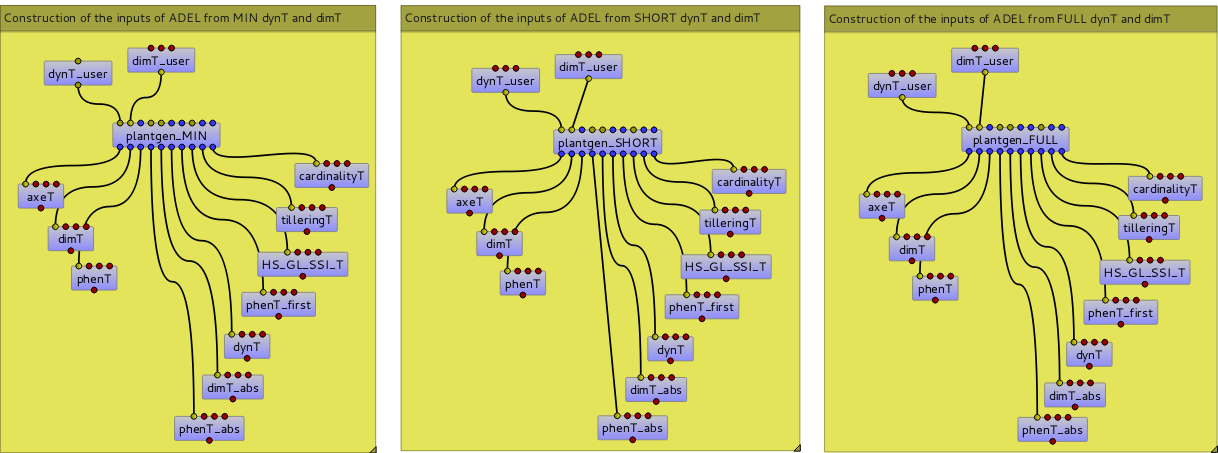 Construction of the inputs of ADEL from MIN dynT and dimT
dynT_user
dimT_user
plantgen_MIN
cardinalityT
axeT
tilleringT
dimT
HS_GL_SSI_T
phenT
phenT_first
dynT
dimT_abs
phenT_abs
Construction of the inputs of ADEL from SHORT dynT and dimT
dimT_user
dynT_user
plantgen_SHORT
cardinalityT
axeT
tilleringT
dimT
HS_GL_SSI_T
phenT
phenT_first
dynT
dimT_abs
phenT_abs
Construction of the inputs of ADEL from FULL dynT and dimT
dimT_user
dynT_user
plantgen_FULL
cardinalityT
axeT
tilleringT
dimT
HS_GL_SSI_T
phenT
phenT_first
dynT
dimT_abs
phenT_abs